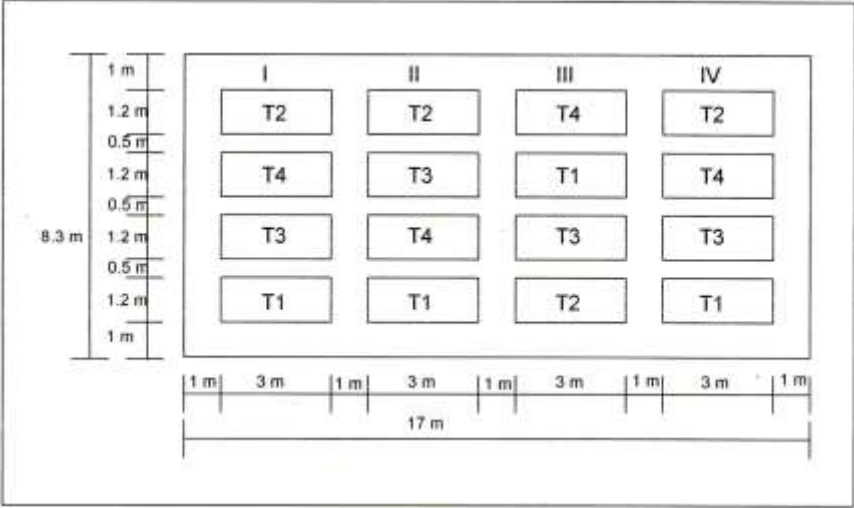 1 m
I II III IV
1.2 m T2 T2 T4 T2
0.5 m
1.2 m T4 T3 T1 T4
0.5 m
8.3 m 1.2 m T3 T4 T3 T3
0.5 m
1.2 m T1 T1 T2 T1
1 m
1 m 3 m 1 m 3 m 1 m 3 m 1 m 3 m 1 m
17 m